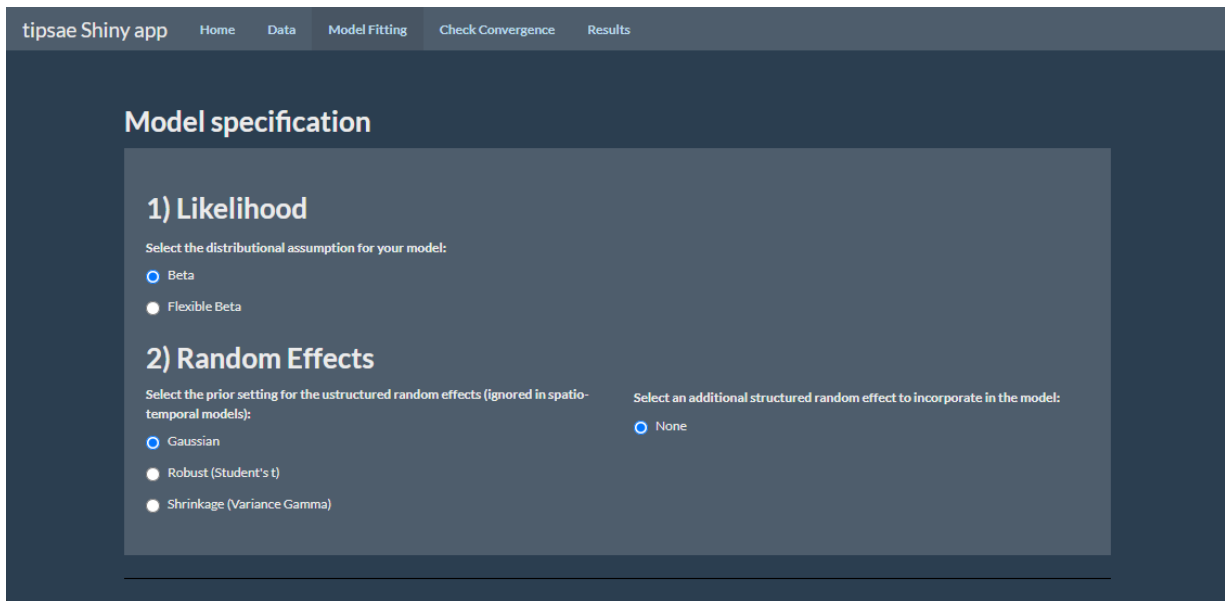 tipsae Shiny app Home Data Model Fitting Check Convergence Results
Model specification
1) Likelihood
Select the distributional assumption for your model:
Beta
Flexible Beta
2) Random Effects
Select the prior setting for the ustructured random effects (ignored in spatio-
temporal models):
Gaussian
Robust (Student's t)
Shrinkage (Variance Gamma)
Select an additional structured random effect to incorporate in the model:
None